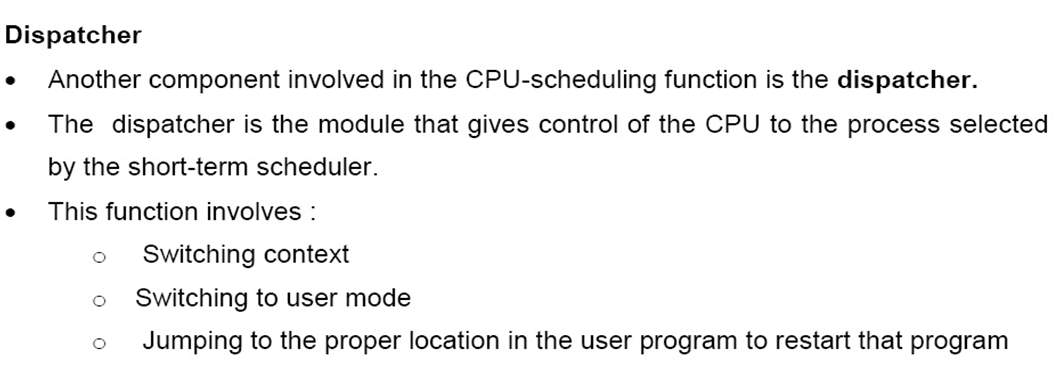 Dispatcher
• Another component involved in the CPU-scheduling function is the dispatcher.
• The dispatcher is the module that gives control of the CPU to the process selected
by the short-term scheduler.
• This function involves :
○ Switching context
○ Switching to user mode
○ Jumping to the proper location in the user program to restart that program